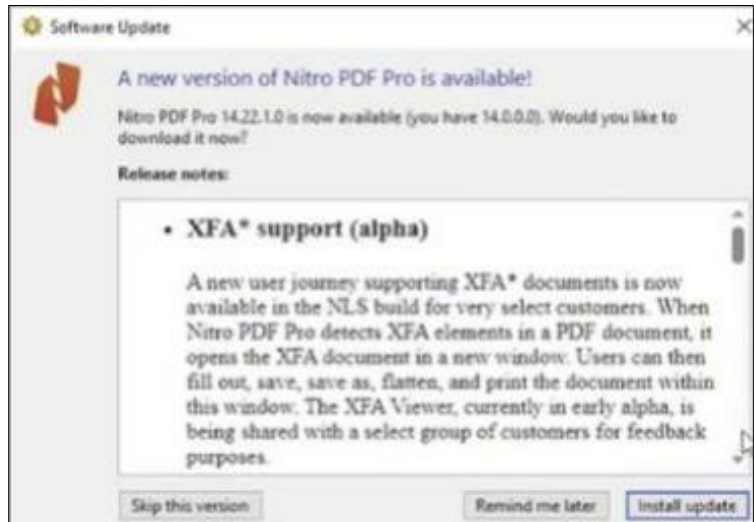 Software Update
A new version of Nitro PDF Pro is available!
Nitro PDF Pro 14.22.1.0 is now available (you have 14.0.0.0). Would you like to
download it now?
Release notes:
• XFA* support (alpha)
A new user journey supporting XFA* documents is now
available in the NLS build for very select customers. When
Nitro PDF Pro detects XFA elements in a PDF document, it
opens the XFA document in a new window. Users can then
fill out, save, save as, flatten, and print the document within
this window. The XFA Viewer, currently in early alpha, is
being shared with a select group of customers for feedback
purposes.
Skip this version
Remind me later
Install update